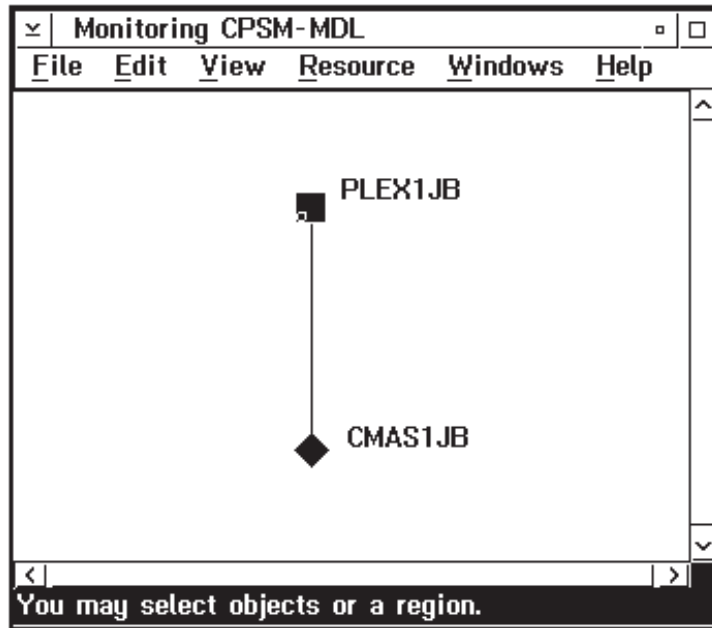 Monitoring CPSM-MDL
File Edit View Resource Windows Help
PLEX1JB
CMAS1JB
You may select objects or a region.